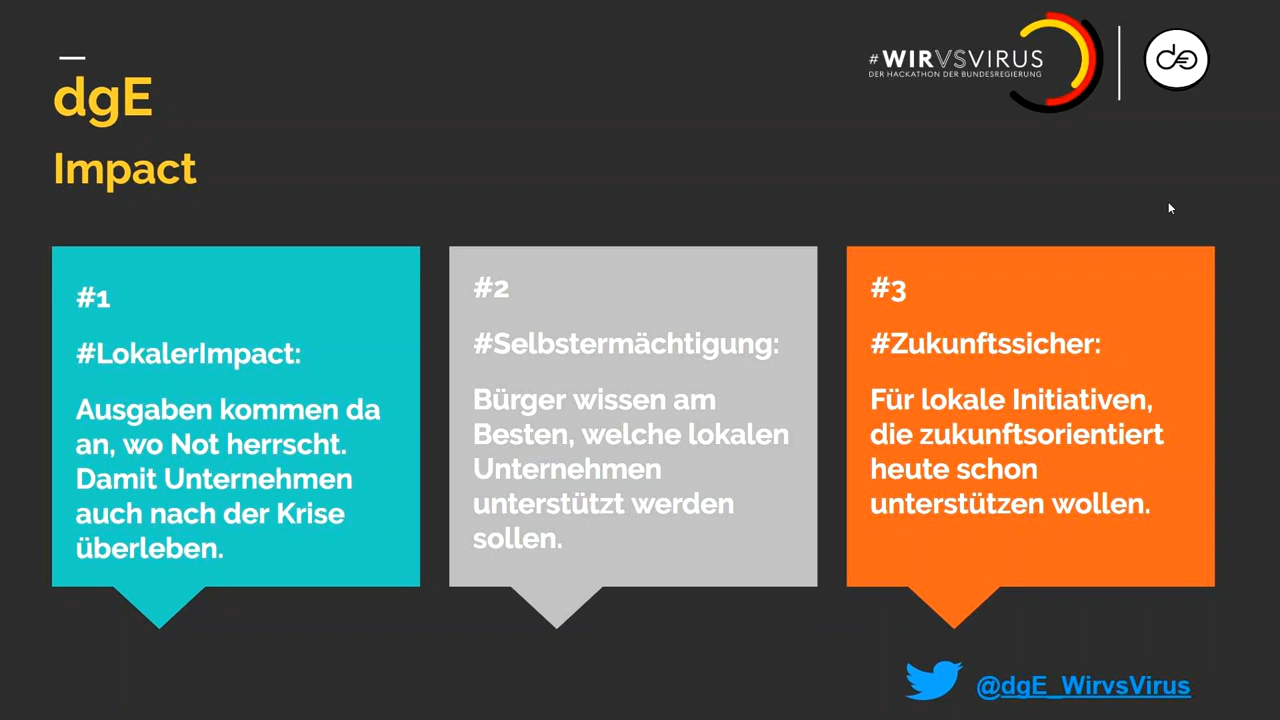 dgE
Impact
#WIRVSVIRUS
DER HACKATHON DER BUNDESREGIERUNG
#1
#LokalerImpact:
Ausgaben kommen da
an, wo Not herrscht.
Damit Unternehmen
auch nach der Krise
überleben.
#2
#Selbstermächtigung:
Bürger wissen am
Besten, welche lokalen
Unternehmen
unterstützt werden
sollen.
#3
#Zukunftssicher:
Für lokale Initiativen,
die zukunftsorientiert
heute schon
unterstützen wollen.
@dgE_WirvsVirus